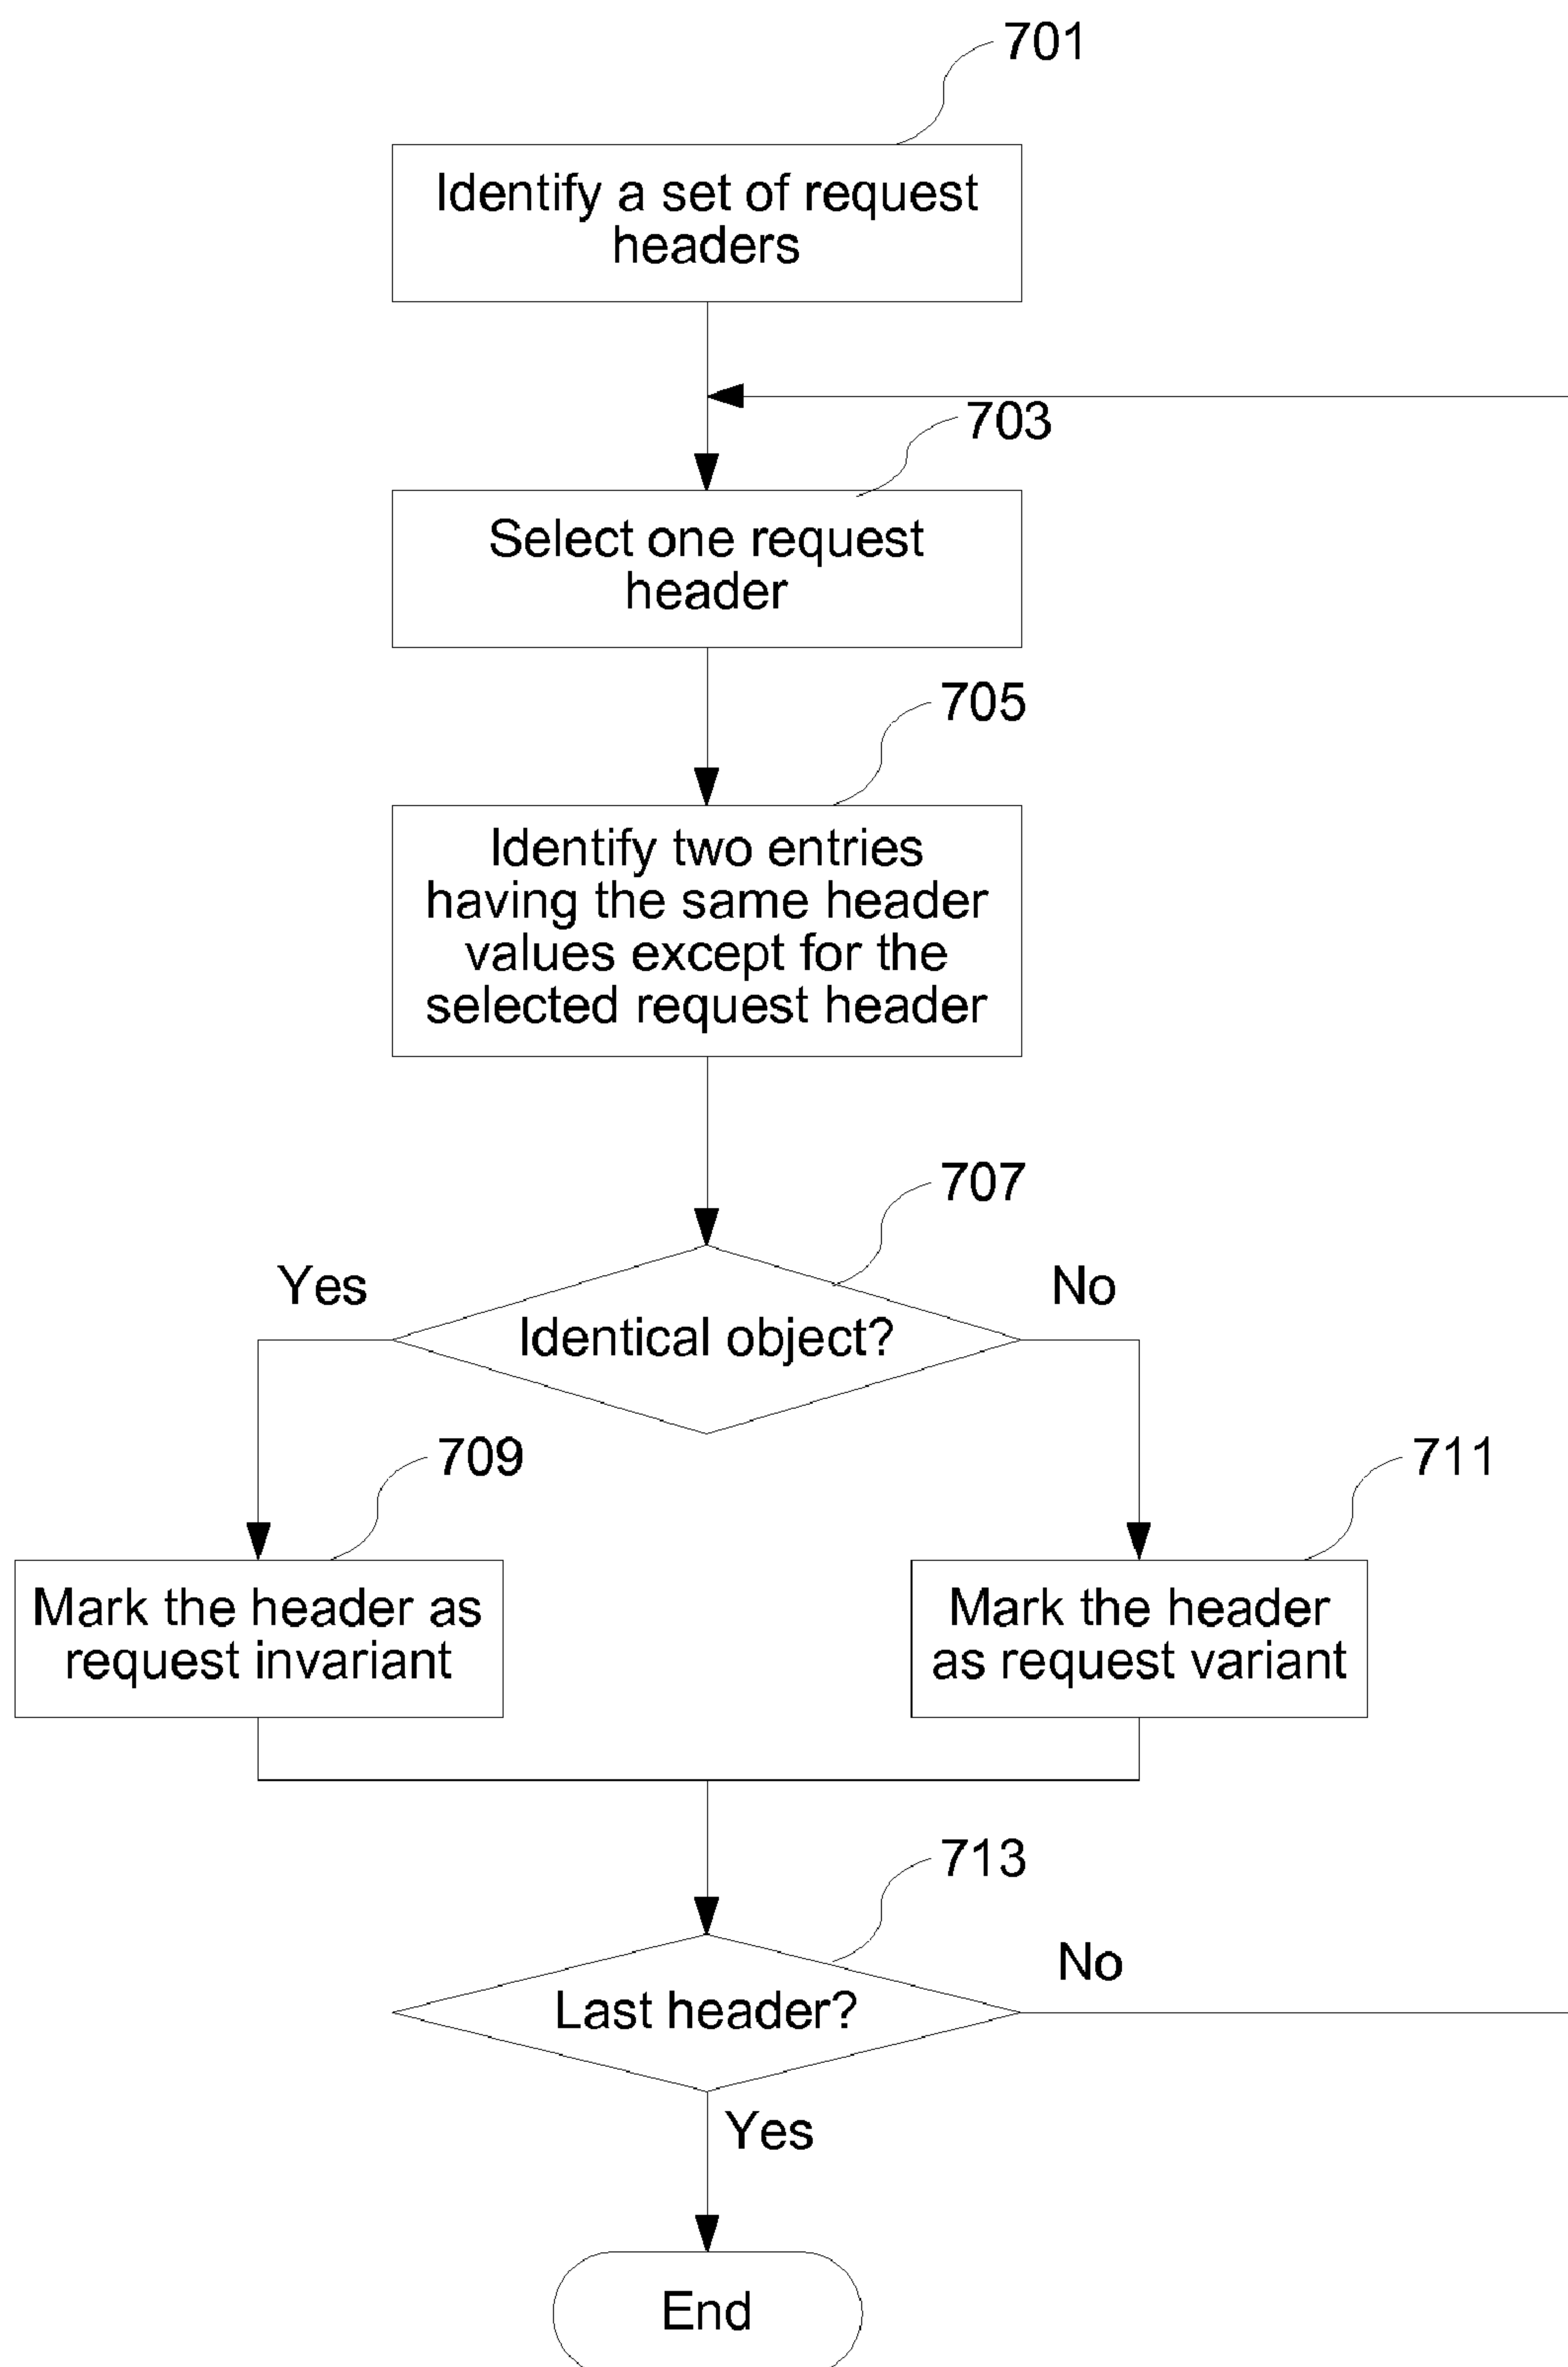 701
Identify a set of request
headers
703
Select one request
header
705
Identify two entries
having the same header
values except for the
selected request header
707
Yes
No
Identical object?
709
711
Mark the header as
request invariant
Mark the header
as request variant
713
No
Last header?
Yes
End